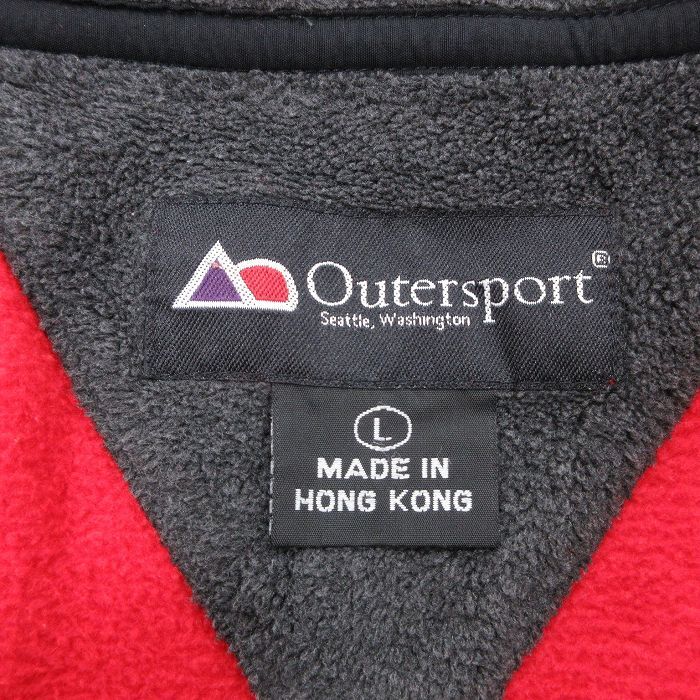 Outersport®
Seattle, Washington
L
MADE IN
HONG KONG